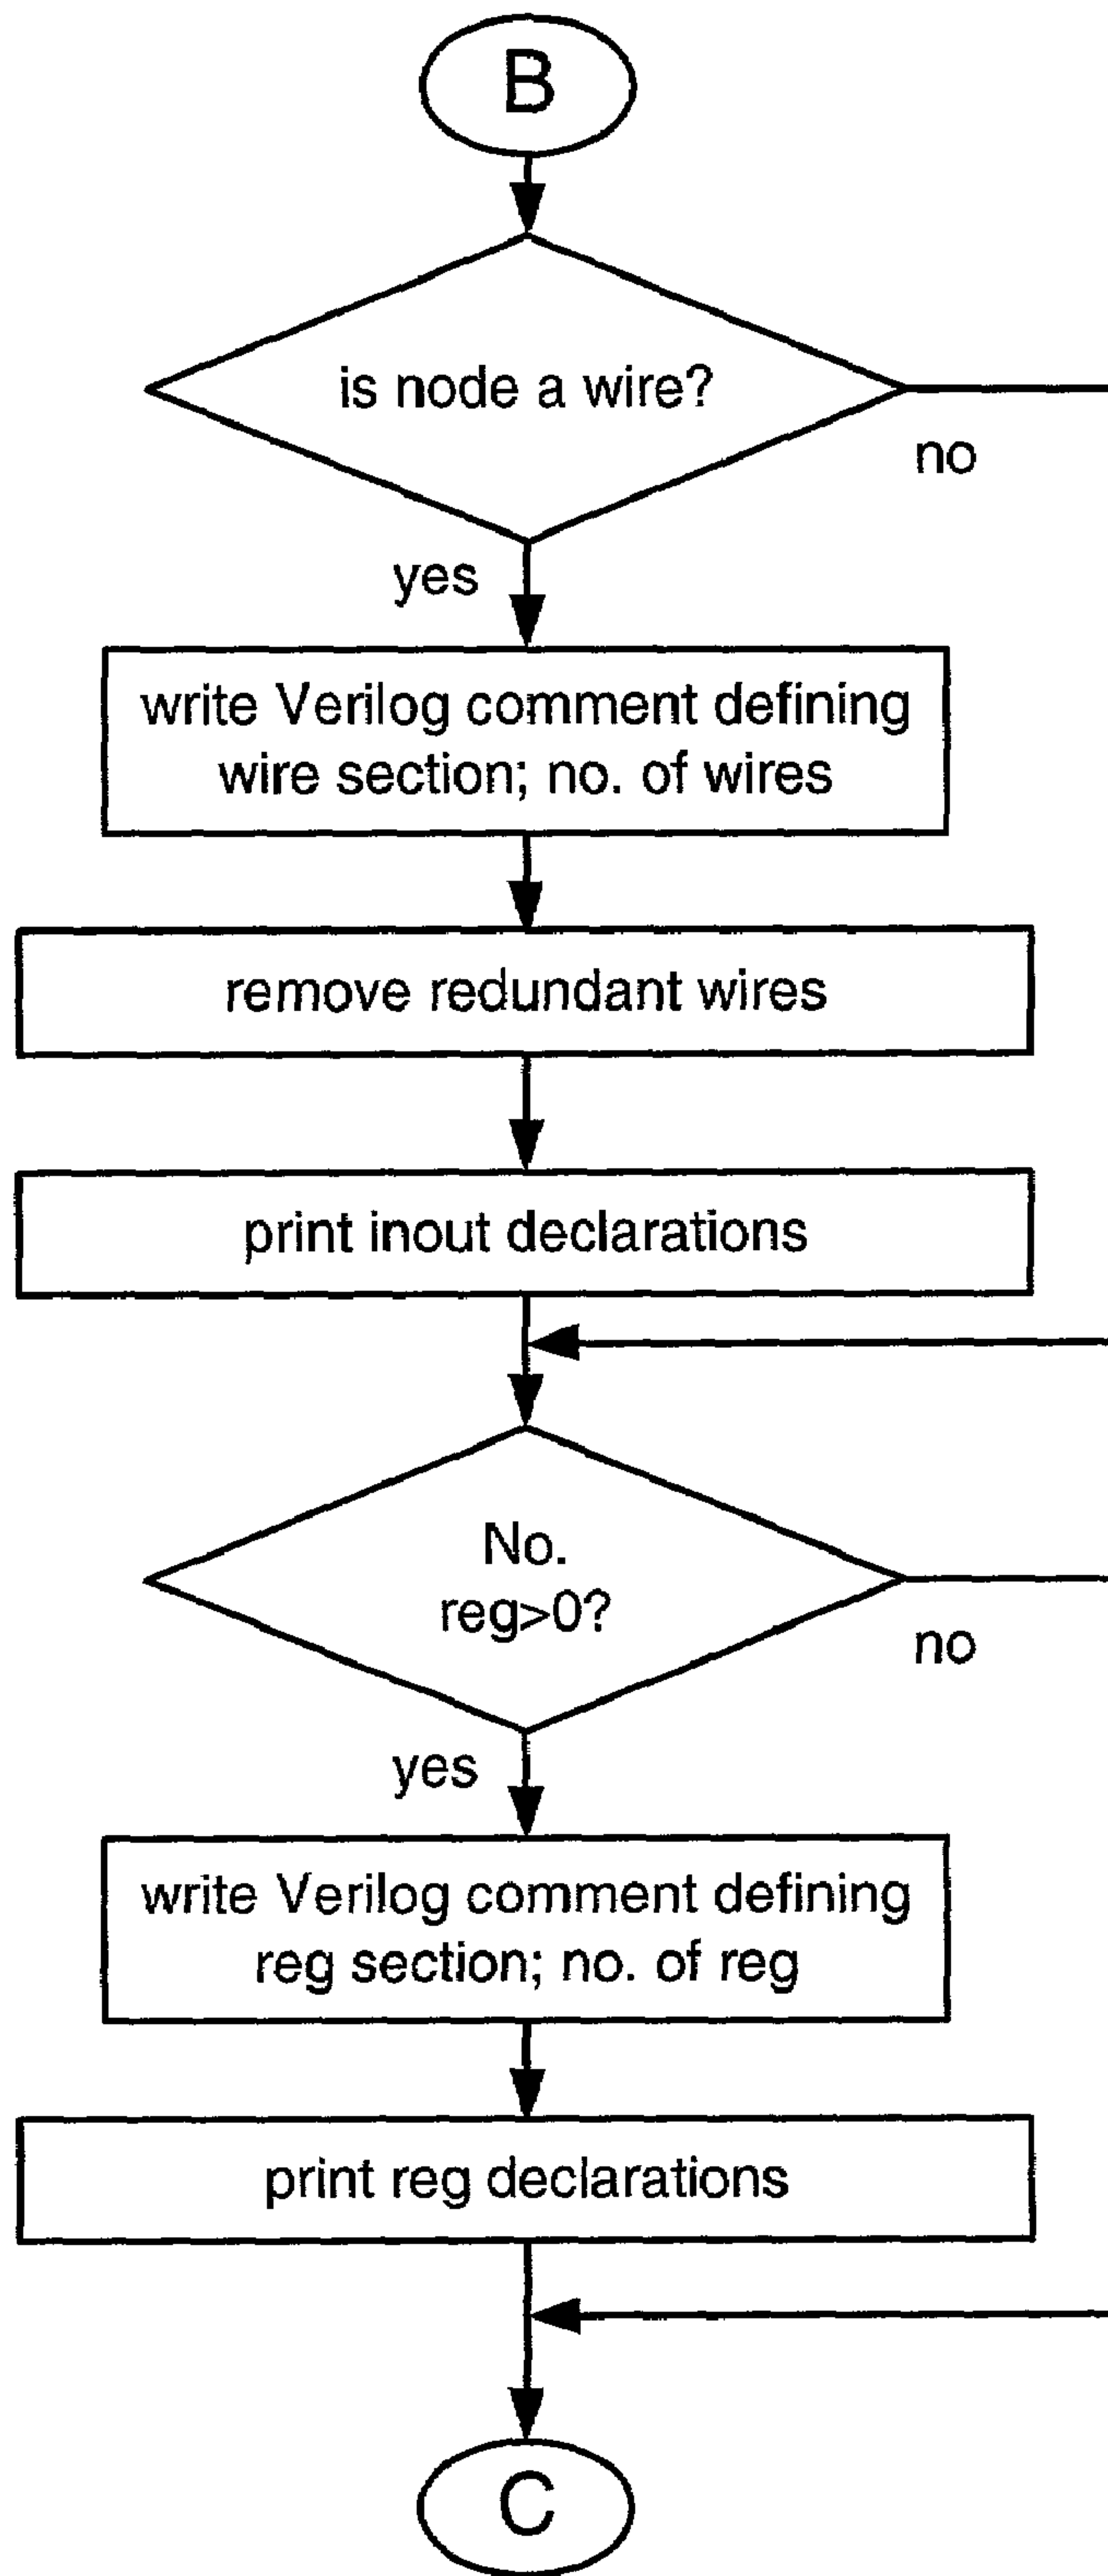 B
is node a wire?
no
yes
write Verilog comment defining
wire section; no. of wires
remove redundant wires
print inout declarations
No.
reg>0?
no
yes
write Verilog comment defining
reg section; no. of reg
print reg declarations
C